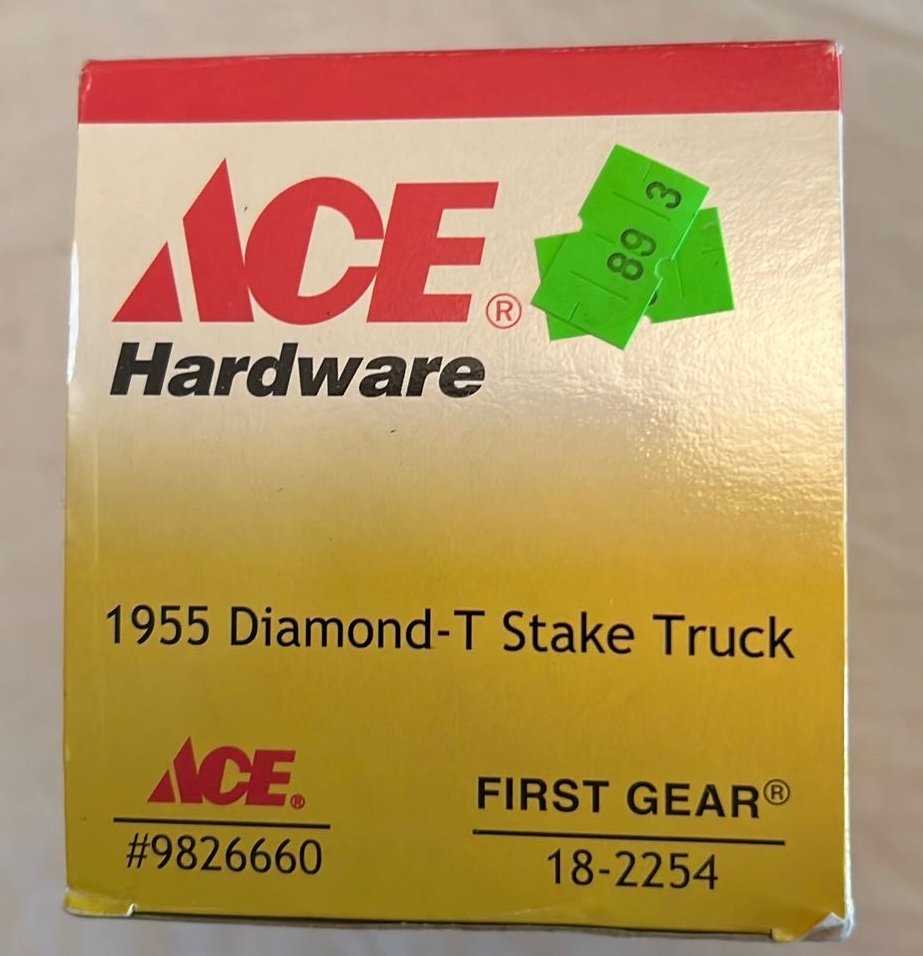 ACE®
Hardware
89 3
1955 Diamond-T Stake Truck
ACE®
#9826660
FIRST GEAR®
18-2254